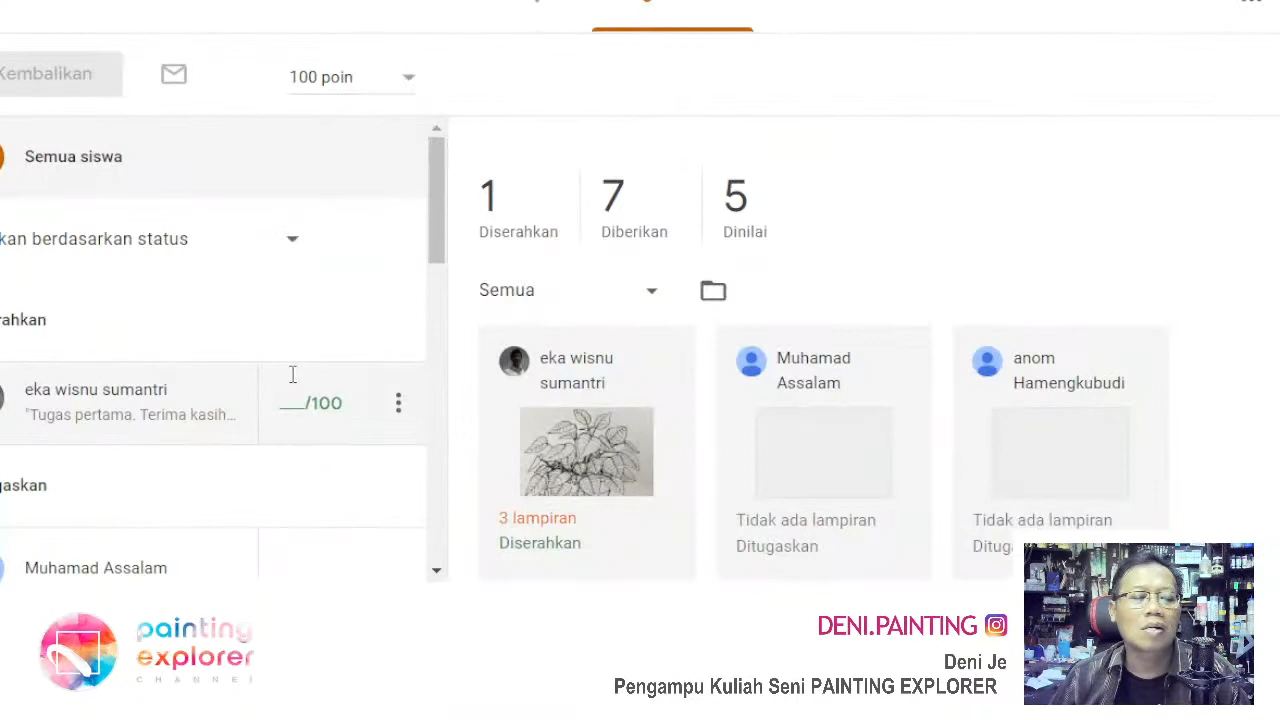 Kembalikan
100 poin
Semua siswa
kan berdasarkan status
rahkan
eka wisnu sumantri
"Tugas pertama. Terima kasih...
/100
gaskan
Muhamad Assalam
1
Diserahkan
7
Diberikan
5
Dinilai
Semua
eka wisnu
sumantri
3 lampiran
Diserahkan
Muhamad
Assalam
Tidak ada lampiran
Ditugaskan
anom
Hamengkubudi
Tidak ada lampiran
Ditug
painting
explorer
CHANNEL
DENI.PAINTING
Deni Je
Pengampu Kuliah Seni PAINTING EXPLORER